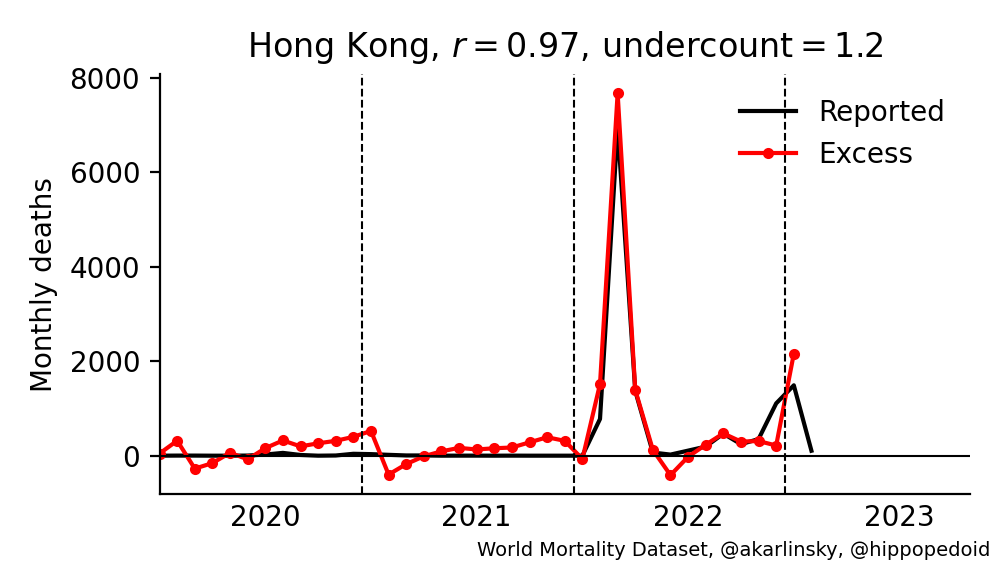 Hong Kong, r = 0.97, undercount = 1.2
8000
6000
4000
2000
0
Monthly deaths
Reported
Excess
2020 2021 2022 2023
World Mortality Dataset, @akarlinsky, @hippopedoid